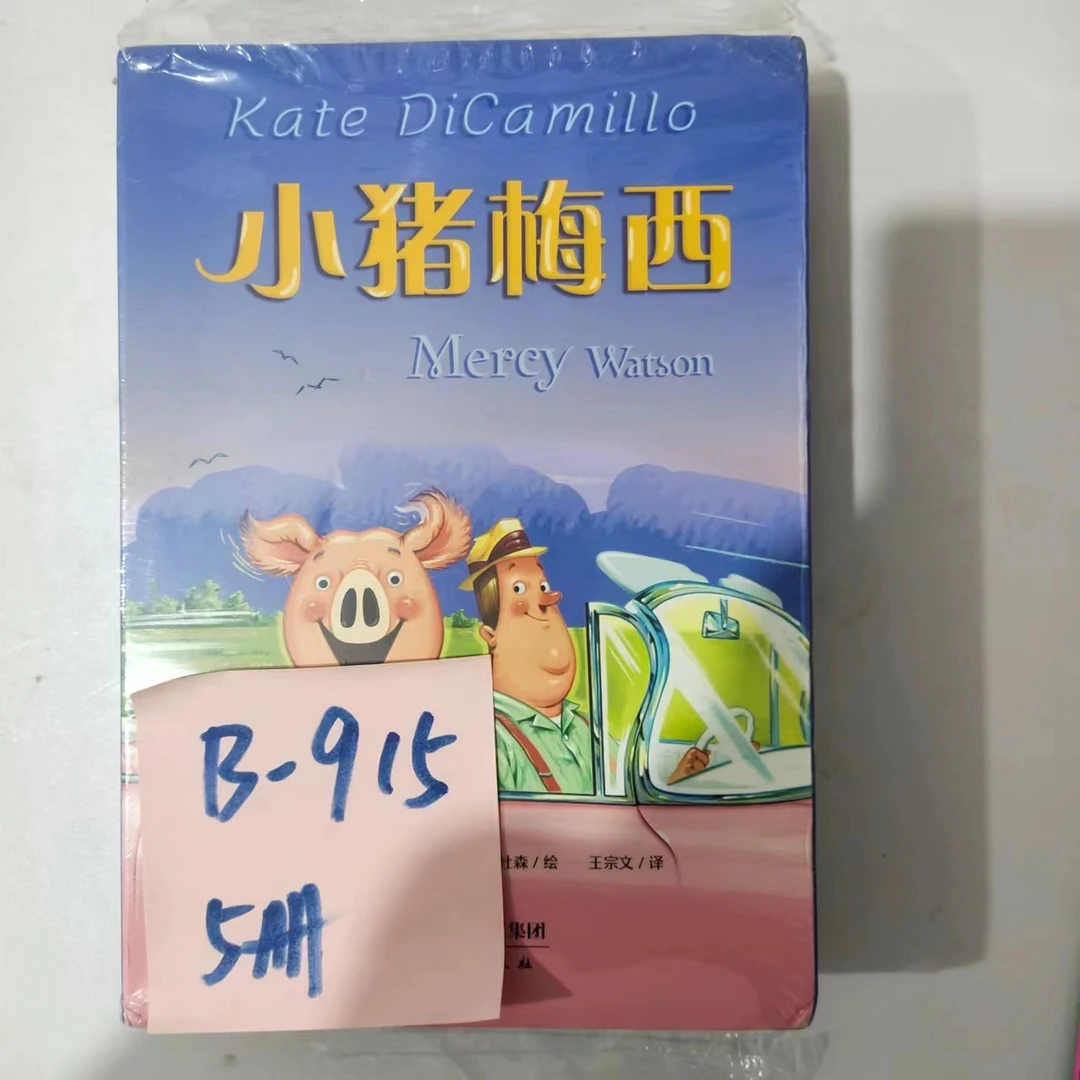 Kate DiCamillo
小猪梅西
Mercy Watson
杜森/绘 王宗文/译
集团
社
B-915
5册